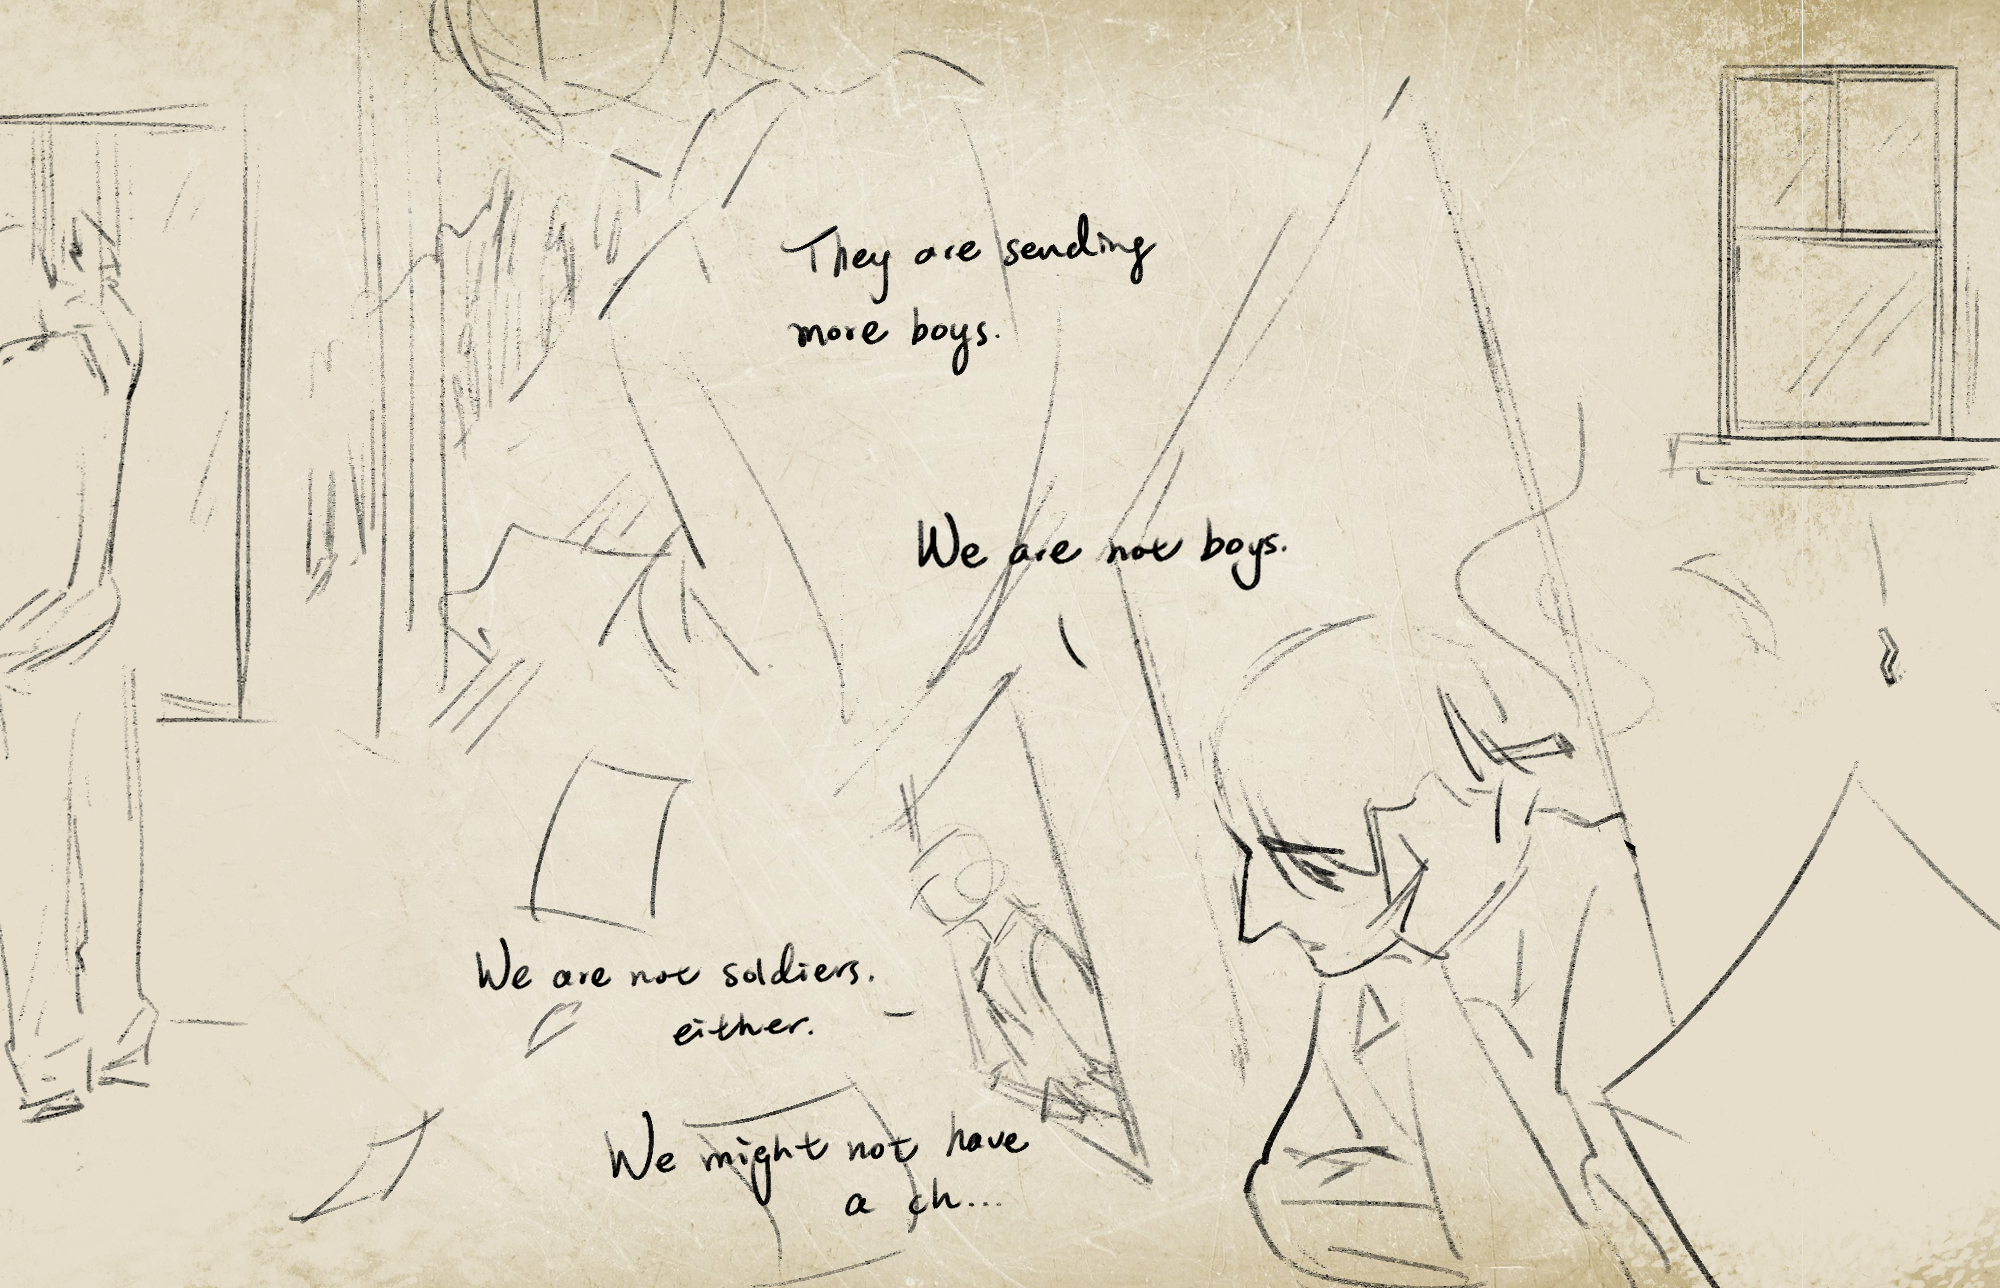 They are sending
more boys.
We are not boys.
We are not soldiers.
either.
We might not have
a ch...